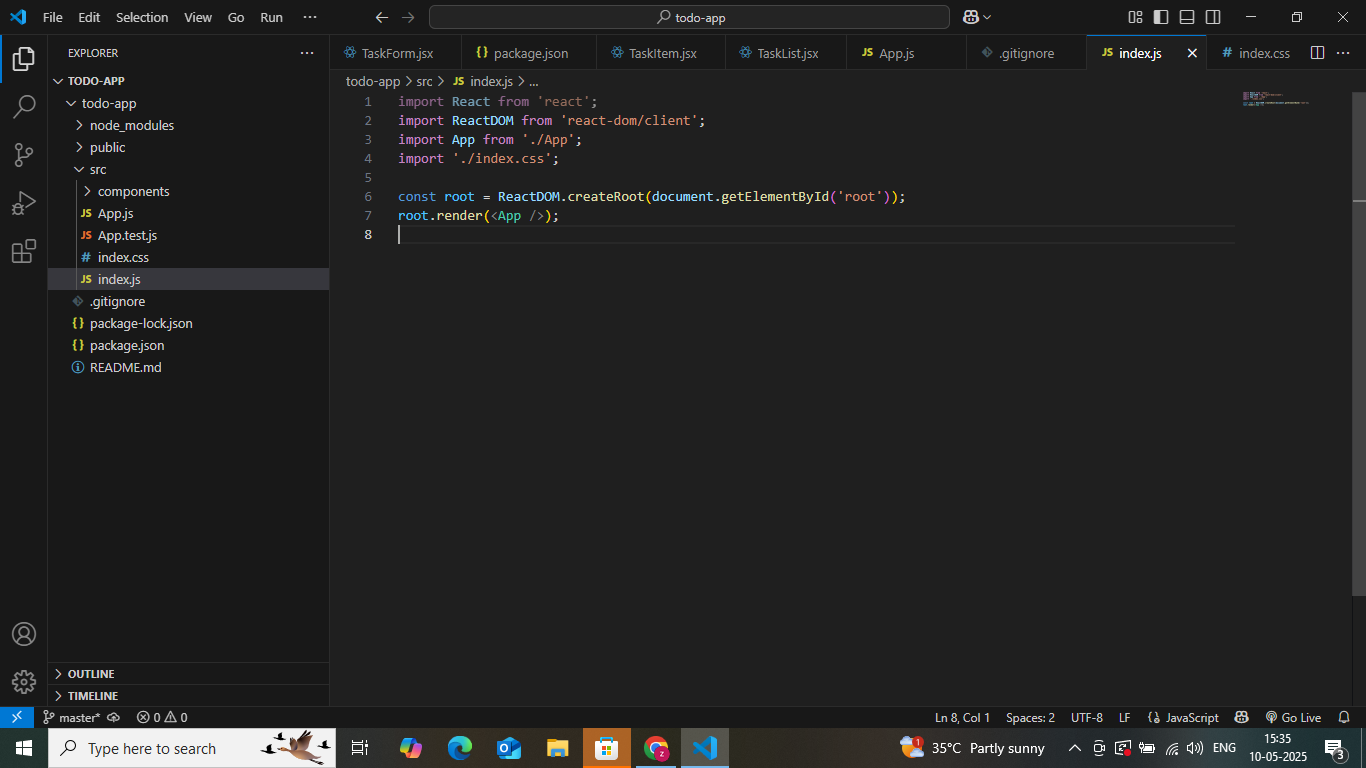 File Edit Selection View Go Run ···
todo-app
EXPLORER ···
TODO-APP
todo-app
node_modules
public
src
components
JS App.js
JS App.test.js
# index.css
JS index.js
.gitignore
{} package-lock.json
{} package.json
README.md
OUTLINE
TIMELINE
TaskForm.jsx
{} package.json
TaskItem.jsx
TaskList.jsx
JS App.js
.gitignore
JS index.js
# index.css
todo-app > src > JS index.js > ...
1 import React from 'react';
2 import ReactDOM from 'react-dom/client';
3 import App from './App';
4 import './index.css';
5
6 const root = ReactDOM.createRoot(document.getElementById('root'));
7 root.render(<App />);
8
master* 0 0
Ln 8, Col 1 Spaces: 2 UTF-8 LF {} JavaScript Go Live
Type here to search
1 35°C Partly sunny ENG
15:35
10-05-2025
3